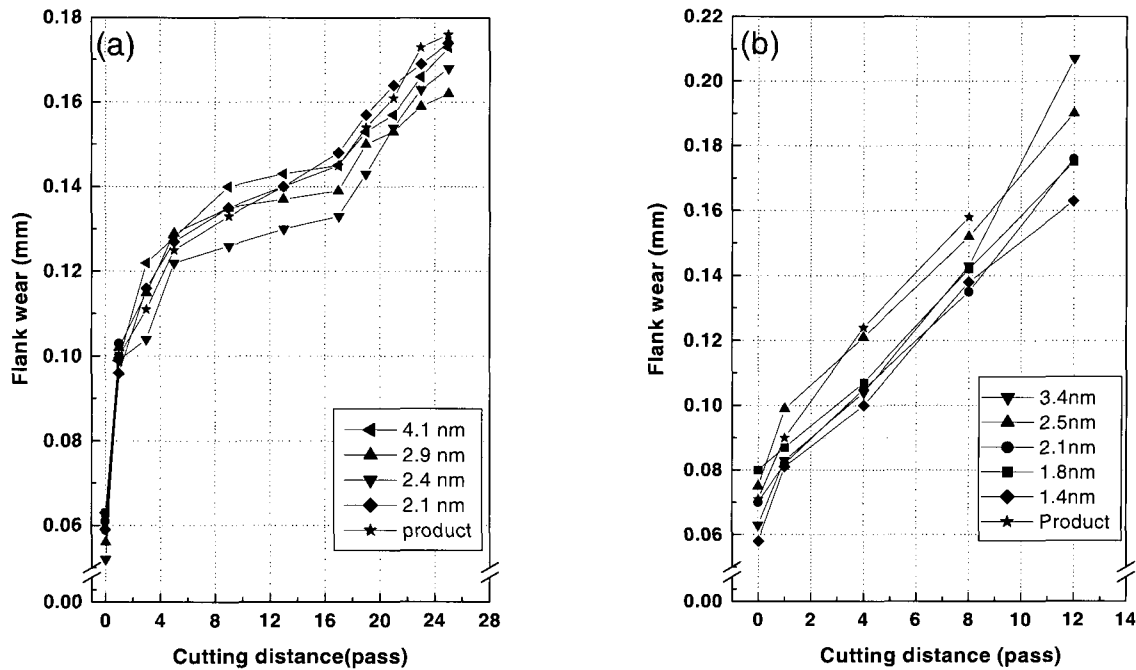 (a)
0.18
0.16
0.14
0.12
0.10
0.08
0.06
0.00
Flank wear (mm)
4.1 nm
2.9 nm
2.4 nm
2.1 nm
product
0 4 8 12 16 20 24 28
Cutting distance(pass)
(b)
0.22
0.20
0.18
0.16
0.14
0.12
0.10
0.08
0.06
0.00
Flank wear (mm)
3.4nm
2.5nm
2.1nm
1.8nm
1.4nm
Product
0 2 4 6 8 10 12 14
Cutting distance (pass)